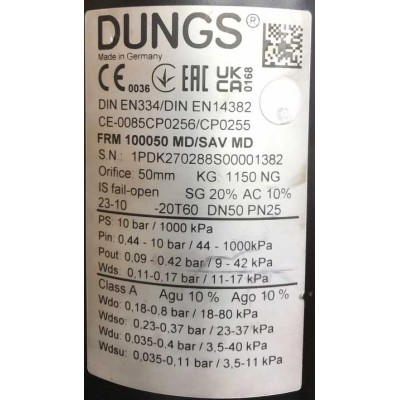 DUNGS®
Made in Germany
CE 0036 EAC UKCA 0168
DIN EN334/DIN EN14382
CE-0085CP0256/CP0255
FRM 100050 MD/SAV MD
S.N.: 1PDK270288S00001382
Orifice: 50mm KG: 1150 NG
IS fail-open SG 20% AC 10%
23-10 -20T60 DN50 PN25
PS: 10 bar / 1000 kPa
Pin: 0,44 - 10 bar / 44 - 1000kPa
Pout: 0.09 - 0.42 bar / 9 - 42 kPa
Wds: 0,11-0,17 bar / 11-17 kPa
Class A Agu 10 % Ago 10 %
Wdo: 0.18-0,8 bar / 18-80 kPa
Wdso: 0,23-0.37 bar / 23-37 kPa
Wdu: 0.035-0.4 bar / 3,5-40 kPa
Wdsu: 0,035-0,11 bar / 3,5-11 kPa